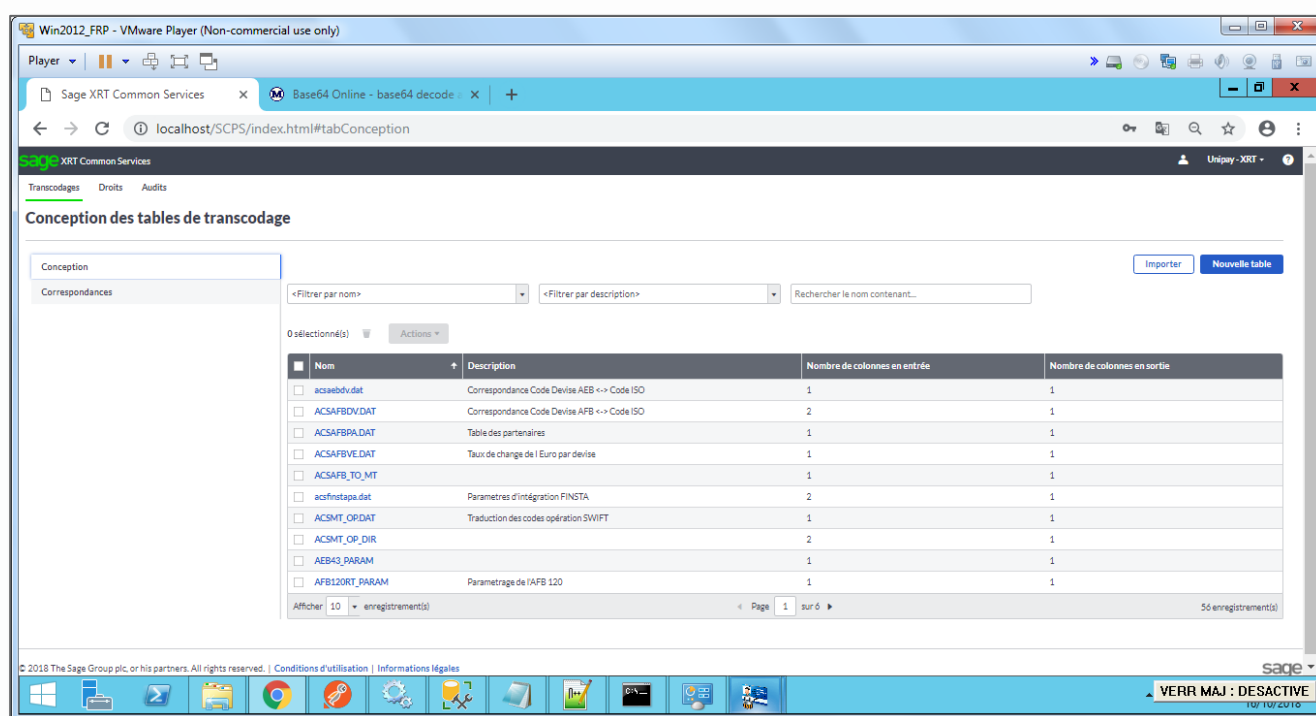 Win2012_FRP - VMware Player (Non-commercial use only)
Player
Sage XRT Common Services
Base64 Online - base64 decode
localhost/SCPS/index.html#tabConception
sage XRT Common Services
Unipay - XRT
Transcodages Droits Audits
Conception des tables de transcodage
Conception
Importer Nouvelle table
Correspondances
<Filtrer par nom> <Filtrer par description> Rechercher le nom contenant...
0 sélectionné(s) Actions
Nom Description Nombre de colonnes en entrée Nombre de colonnes en sortie
acsaebdv.dat Correspondance Code Devise AEB <-> Code ISO 1 1
ACSAFBDV.DAT Correspondance Code Devise AFB <-> Code ISO 2 1
ACSAFBPA.DAT Table des partenaires 1 1
ACSAFBVE.DAT Taux de change de l Euro par devise 1 1
ACSAFB_TO_MT 1 1
acsfinstapa.dat Parametres d'intégration FINSTA 2 1
ACSMT_OP.DAT Traduction des codes opération SWIFT 1 1
ACSMT_OP_DIR 2 1
AEB43_PARAM 1 1
AFB120RT_PARAM Parametrage de l'AFB 120 1 1
Afficher 10 enregistrement(s) Page 1 sur 6 56 enregistrement(s)
© 2018 The Sage Group plc, or his partners. All rights reserved. | Conditions d'utilisation | Informations légales
sage
VERR MAJ : DESACTIVE
10/10/2018